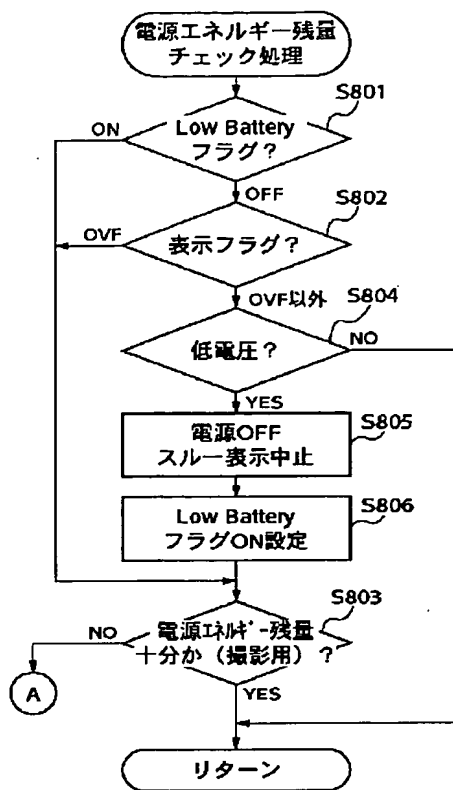 電源エネルギー残量
チェック処理
S801
ON
Low Battery
フラグ?
OFF
S802
OVF
表示フラグ?
OVF以外
S804
低電圧?
NO
YES
電源OFF
スルー表示中止
S805
Low Battery
フラグON設定
S806
S803
NO
電源エネルギー残量
十分か(撮影用)?
A
YES
リターン